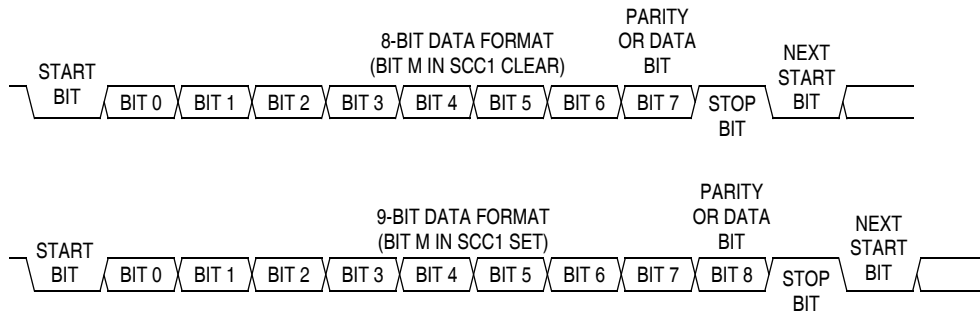 8-BIT DATA FORMAT
(BIT M IN SCC1 CLEAR)
PARITY
OR DATA
BIT
START
BIT
BIT 0
BIT 1
BIT 2
BIT 3
BIT 4
BIT 5
BIT 6
BIT 7
STOP
BIT
NEXT
START
BIT
9-BIT DATA FORMAT
(BIT M IN SCC1 SET)
PARITY
OR DATA
BIT
START
BIT
BIT 0
BIT 1
BIT 2
BIT 3
BIT 4
BIT 5
BIT 6
BIT 7
BIT 8
STOP
BIT
NEXT
START
BIT